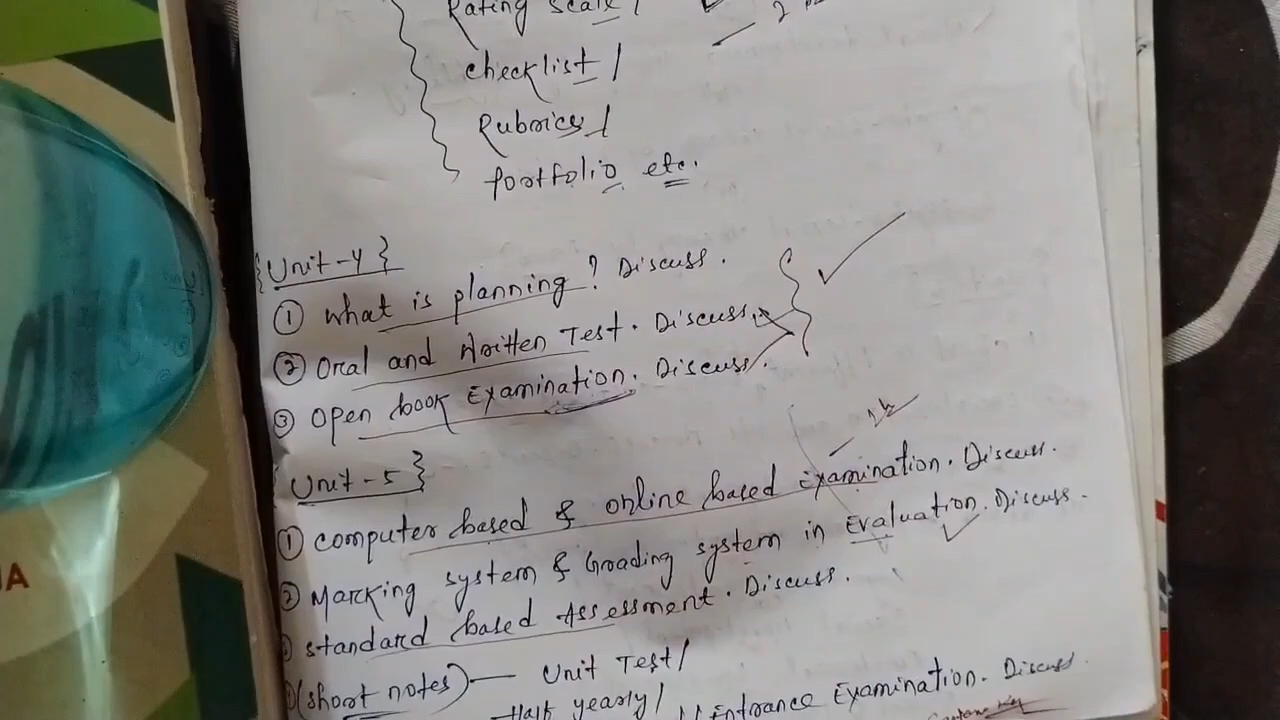 Rating scale /
checklist /
Rubrics /
portfolio etc.
{Unit-4}
① What is planning? Discuss.
② Oral and Written Test. Discuss.
③ Open book Examination. Discuss.
{Unit-5}
① computer based & online based Examination. Discuss.
② Marking system & Grading system in Evaluation. Discuss.
standard based Assessment. Discuss.
(short notes) — Unit Test /
Half yearly /
Entrance Examination. Discuss
A